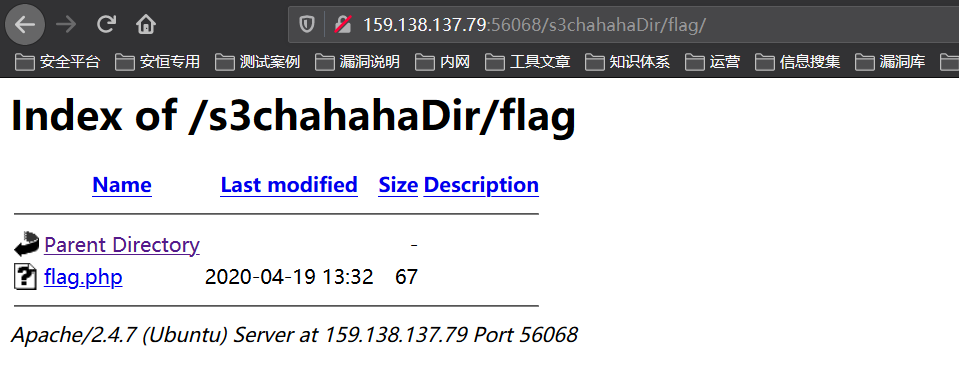 159.138.137.79:56068/s3chahahaDir/flag/
安全平台 安恒专用 测试案例 漏洞说明 内网 工具文章 知识体系 运营 信息搜集 漏洞库
Index of /s3chahahaDir/flag
Name Last modified Size Description
Parent Directory -
flag.php 2020-04-19 13:32 67
Apache/2.4.7 (Ubuntu) Server at 159.138.137.79 Port 56068